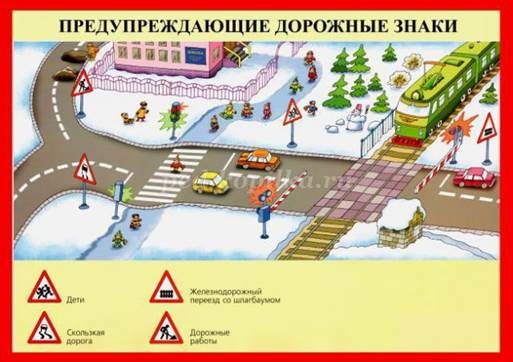 ПРЕДУПРЕЖДАЮЩИЕ ДОРОЖНЫЕ ЗНАКИ
Дети
Железнодорожный
переезд со шлагбаумом
Скользкая
дорога
Дорожные
работы